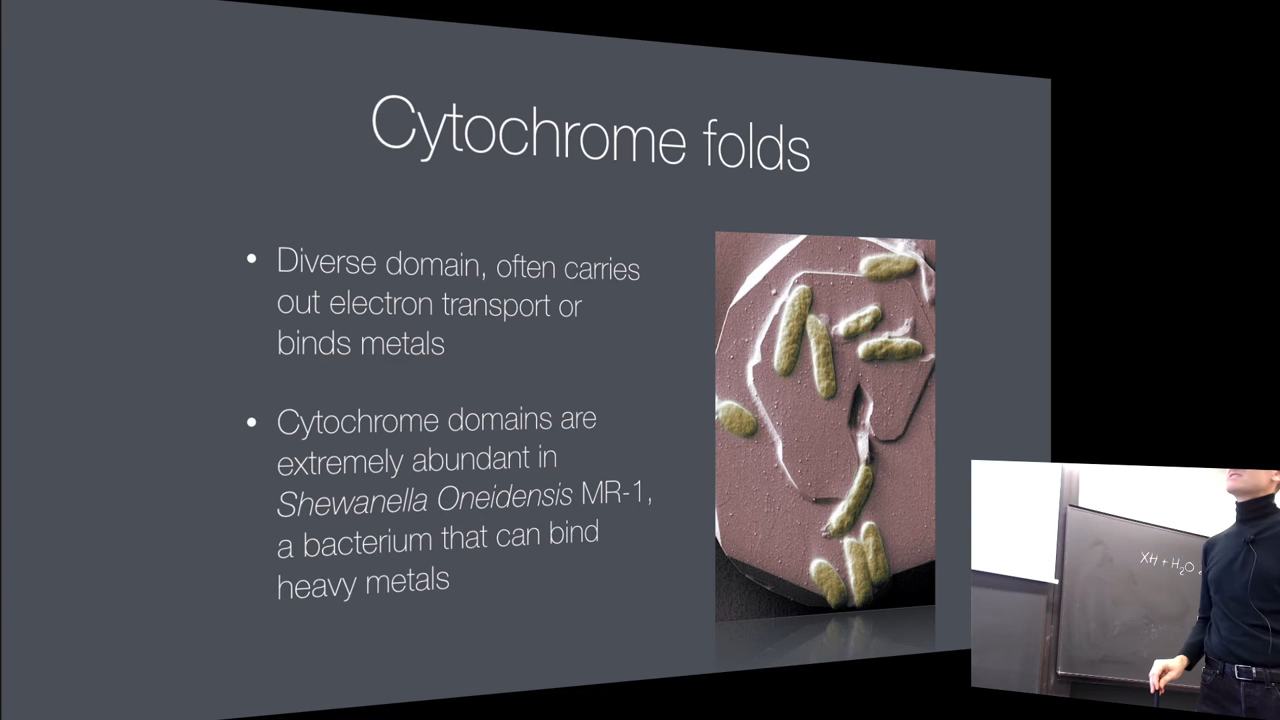 Cytochrome folds
• Diverse domain, often carries
out electron transport or
binds metals
• Cytochrome domains are
extremely abundant in
Shewanella Oneidensis MR-1,
a bacterium that can bind
heavy metals
XH + H₂O